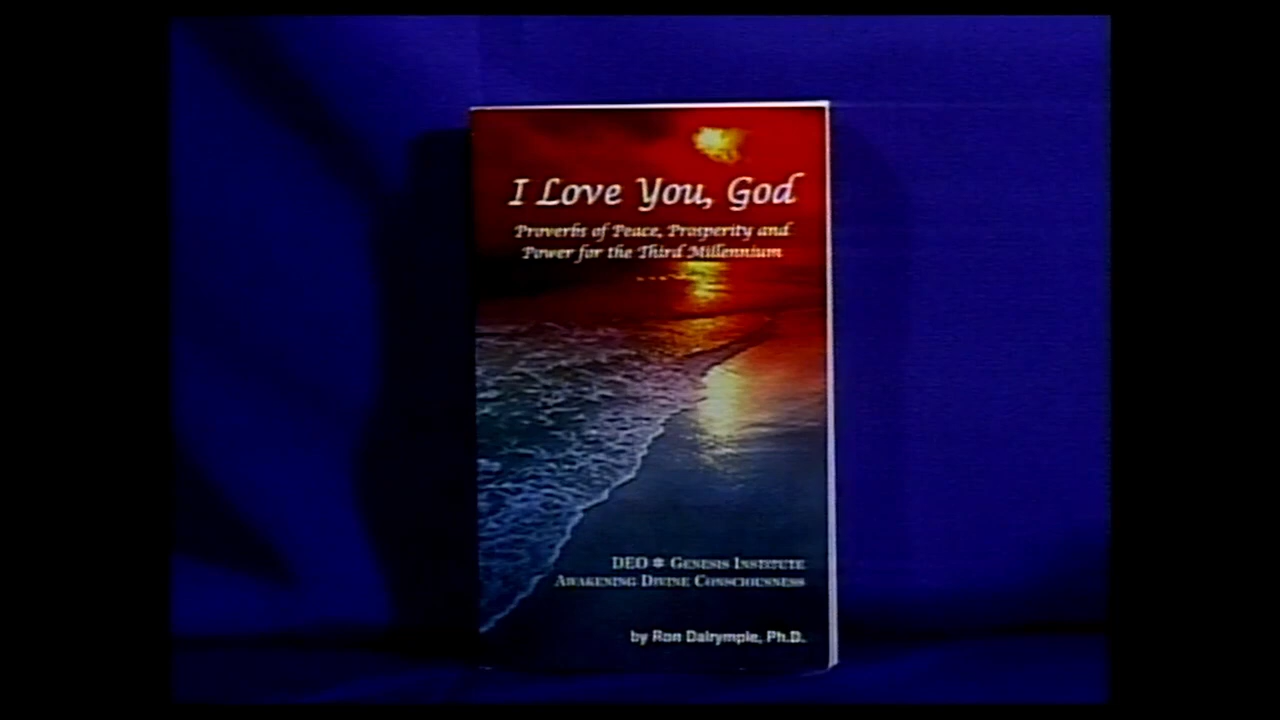 I Love You, God
Proverbs of Peace, Prosperity and
Power for the Third Millennium
DEO ✽ GENESIS INSTITUTE
AWAKENING DIVINE CONSCIOUSNESS
by Ron Dalrymple, Ph.D.